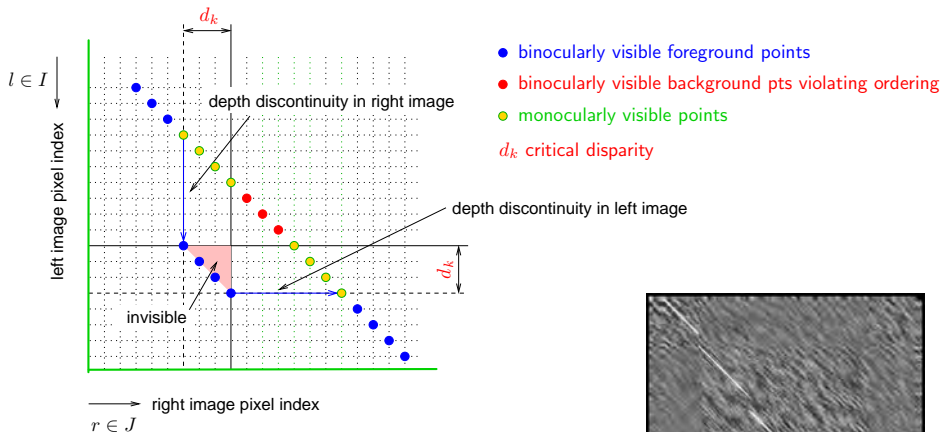 d_k
l ∈ I
left image pixel index
depth discontinuity in right image
depth discontinuity in left image
d_k
invisible
right image pixel index
r ∈ J
binocularly visible foreground points
binocularly visible background pts violating ordering
monocularly visible points
d_k critical disparity